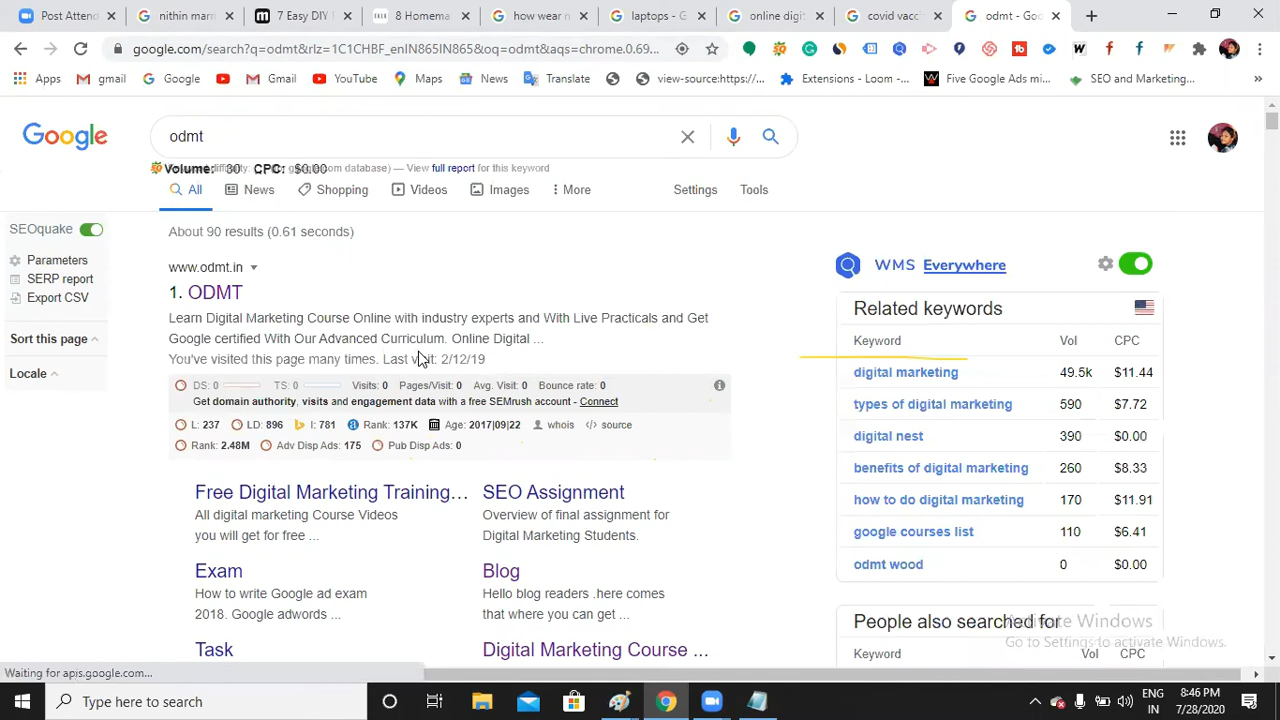 Post Attend
nithin marn
7 Easy DIY
8 Homema
how wear n
laptops - G
online digit
covid vacci
odmt - Goo
google.com/search?q=odmt&rlz=1C1CHBF_enIN865IN865&oq=odmt&aqs=chrome.0.69...
Apps
gmail
Google
Gmail
YouTube
Maps
News
Translate
view-source:https://...
Extensions - Loom -...
Five Google Ads mi...
SEO and Marketing...
Google
odmt
Volume: 30 CPC: $0.00
com database) — View full report for this keyword
All
News
Shopping
Videos
Images
More
Settings
Tools
SEOquake
Parameters
SERP report
Export CSV
Sort this page
Locale
About 90 results (0.61 seconds)
www.odmt.in
1. ODMT
Learn Digital Marketing Course Online with industry experts and With Live Practicals and Get
Google certified With Our Advanced Curriculum. Online Digital ...
You've visited this page many times. Last visit: 2/12/19
DS: 0 TS: 0 Visits: 0 Pages/Visit: 0 Avg. Visit: 0 Bounce rate: 0
Get domain authority, visits and engagement data with a free SEMrush account - Connect
L: 237 LD: 896 I: 781 Rank: 137K Age: 2017|09|22 whois source
Rank: 2.48M Adv Disp Ads: 175 Pub Disp Ads: 0
Free Digital Marketing Training...
All digital marketing Course Videos
you will get for free ...
SEO Assignment
Overview of final assignment for
Digital Marketing Students.
Exam
How to write Google ad exam
2018. Google adwords ...
Blog
Hello blog readers .here comes
that where you can get ...
Task
Digital Marketing Course ...
WMS Everywhere
Related keywords
Keyword Vol CPC
digital marketing 49.5k $11.44
types of digital marketing 590 $7.72
digital nest 390 $0.00
benefits of digital marketing 260 $8.33
how to do digital marketing 170 $11.91
google courses list 110 $6.41
odmt wood 0 $0.00
People also searched for
Keyword Vol CPC
Activate Windows
Go to Settings to activate Windows.
Waiting for apis.google.com...
Type here to search
ENG
IN
8:46 PM
7/28/2020